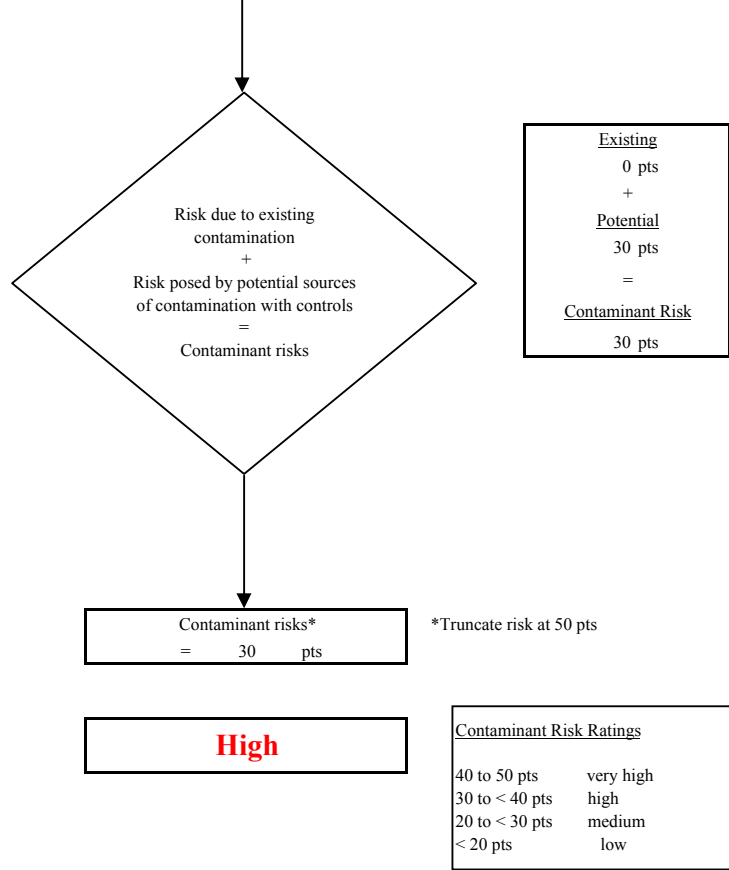 Risk due to existing
contamination
+
Risk posed by potential sources
of contamination with controls
=
Contaminant risks
Existing
0 pts
+
Potential
30 pts
=
Contaminant Risk
30 pts
Contaminant risks*
= 30 pts
*Truncate risk at 50 pts
High
Contaminant Risk Ratings
40 to 50 pts very high
30 to < 40 pts high
20 to < 30 pts medium
< 20 pts low